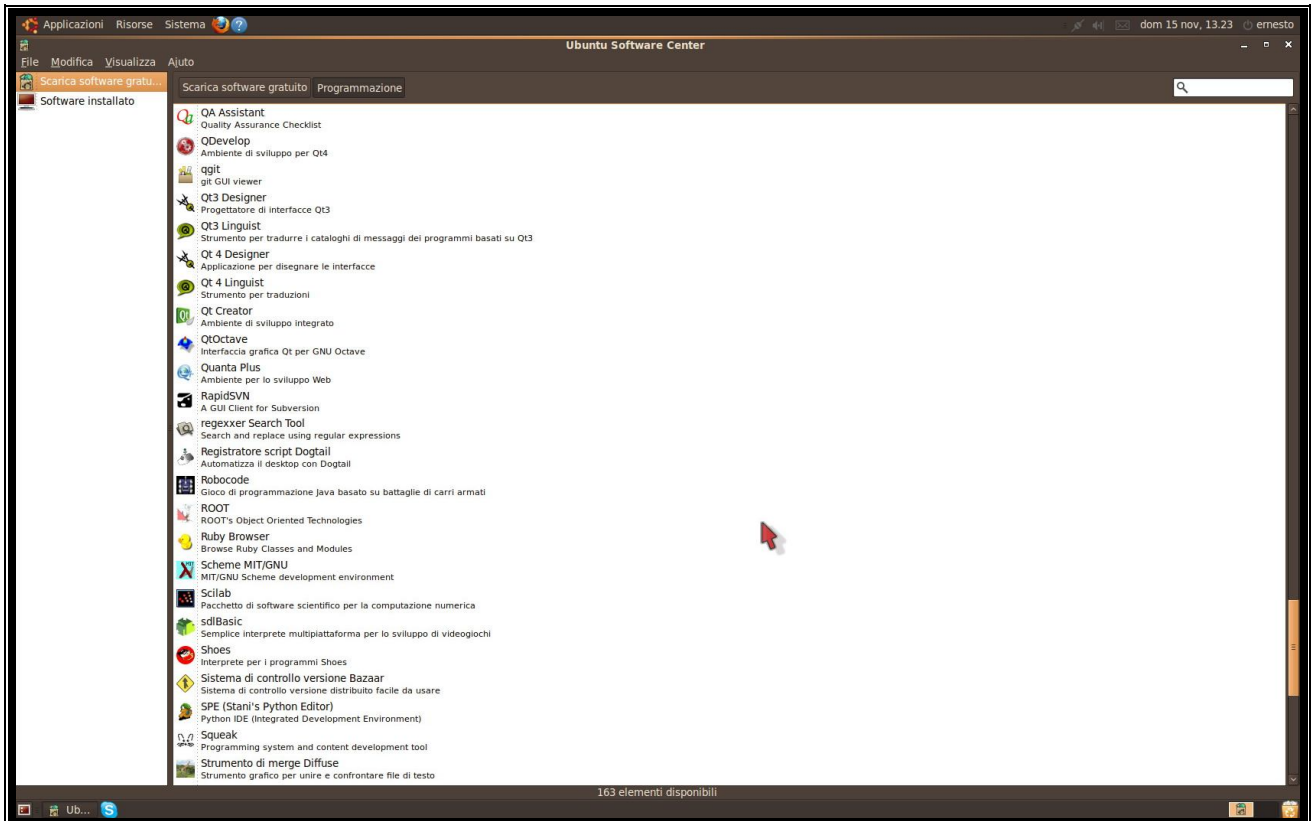 Applicazioni Risorse Sistema
dom 15 nov, 13.23 ernesto
Ubuntu Software Center
File Modifica Visualizza Aiuto
Scarica software gratu...
Software installato
Scarica software gratuito Programmazione
QA Assistant
Quality Assurance Checklist
QDevelop
Ambiente di sviluppo per Qt4
qgit
git GUI viewer
Qt3 Designer
Progettatore di interfacce Qt3
Qt3 Linguist
Strumento per tradurre i cataloghi di messaggi dei programmi basati su Qt3
Qt 4 Designer
Applicazione per disegnare le interfacce
Qt 4 Linguist
Strumento per traduzioni
Qt Creator
Ambiente di sviluppo integrato
QtOctave
Interfaccia grafica Qt per GNU Octave
Quanta Plus
Ambiente per lo sviluppo Web
RapidSVN
A GUI Client for Subversion
regexxer Search Tool
Search and replace using regular expressions
Registratore script Dogtail
Automatizza il desktop con Dogtail
Robocode
Gioco di programmazione Java basato su battaglie di carri armati
ROOT
ROOT's Object Oriented Technologies
Ruby Browser
Browse Ruby Classes and Modules
Scheme MIT/GNU
MIT/GNU Scheme development environment
Scilab
Pacchetto di software scientifico per la computazione numerica
sdlBasic
Semplice interprete multipiattaforma per lo sviluppo di videogiochi
Shoes
Interprete per i programmi Shoes
Sistema di controllo versione Bazaar
Sistema di controllo versione distribuito facile da usare
SPE (Stani's Python Editor)
Python IDE (Integrated Development Environment)
Squeak
Programming system and content development tool
Strumento di merge Diffuse
Strumento grafico per unire e confrontare file di testo
163 elementi disponibili
Ub...